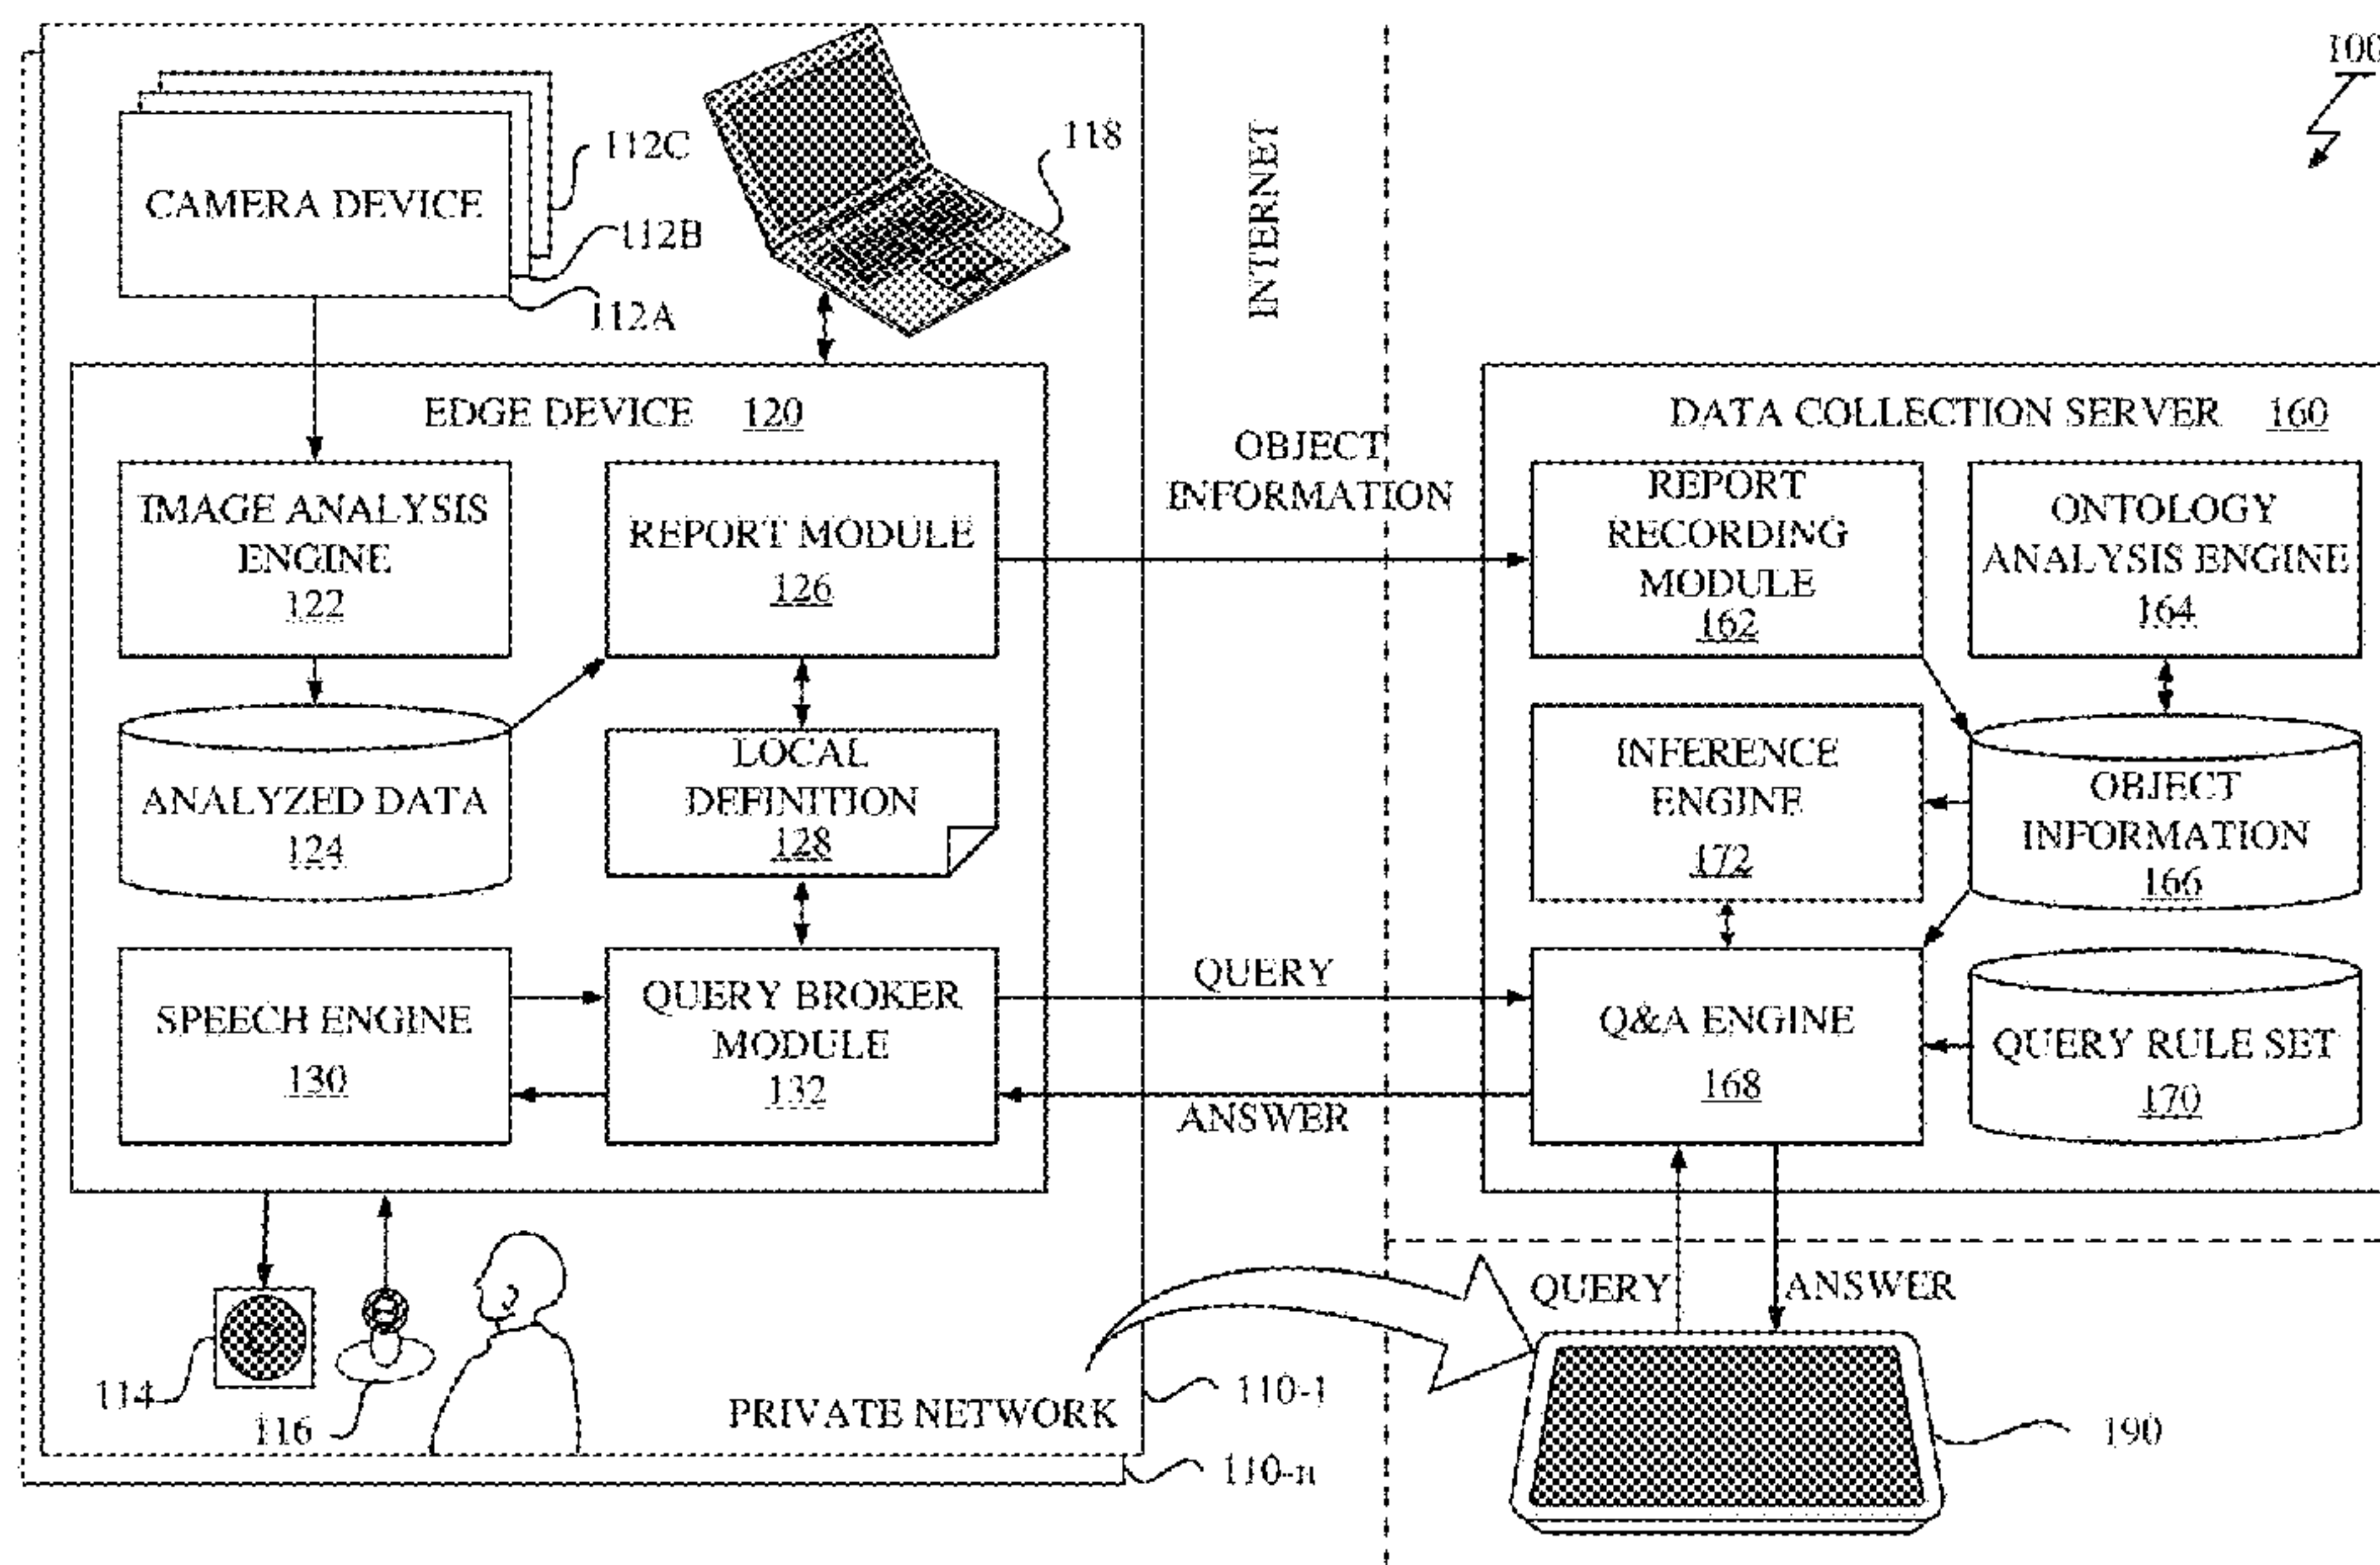 100
CAMERA DEVICE
112C
112B
112A
118
INTERNET
EDGE DEVICE 120
IMAGE ANALYSIS
ENGINE
122
REPORT MODULE
126
ANALYZED DATA
124
LOCAL
DEFINITION
128
SPEECH ENGINE
130
QUERY BROKER
MODULE
132
OBJECT
INFORMATION
QUERY
ANSWER
DATA COLLECTION SERVER 160
REPORT
RECORDING
MODULE
162
ONTOLOGY
ANALYSIS ENGINE
164
INFERENCE
ENGINE
172
OBJECT
INFORMATION
166
Q&A ENGINE
168
QUERY RULE SET
170
QUERY
ANSWER
114
116
PRIVATE NETWORK
110-1
110-n
190